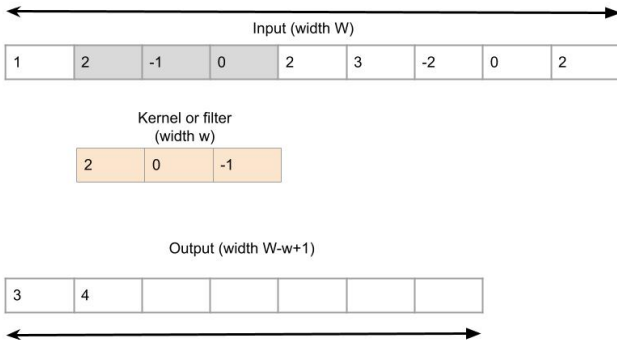 Input (width W)
1 2 -1 0 2 3 -2 0 2
Kernel or filter
(width w)
2 0 -1
Output (width W-w+1)
3 4